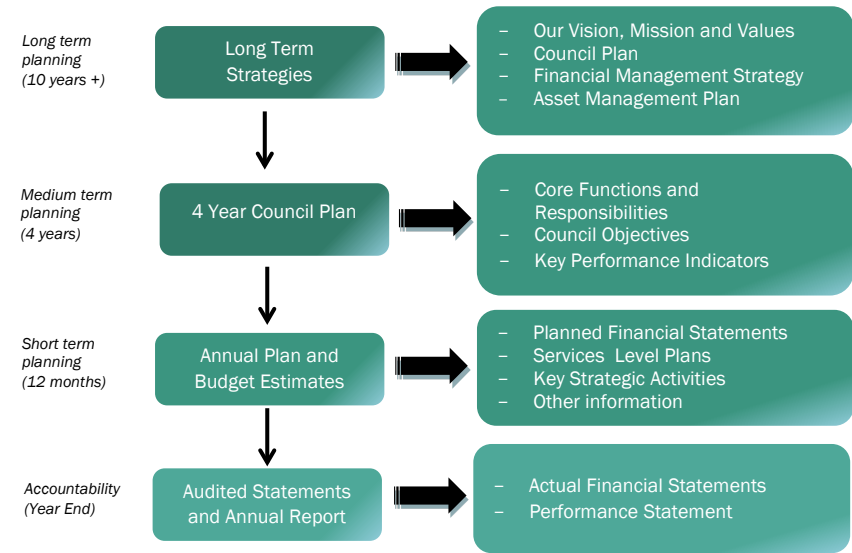 Long term
planning
(10 years +)
Long Term
Strategies
– Our Vision, Mission and Values
– Council Plan
– Financial Management Strategy
– Asset Management Plan
Medium term
planning
(4 years)
4 Year Council Plan
– Core Functions and
Responsibilities
– Council Objectives
– Key Performance Indicators
Short term
planning
(12 months)
Annual Plan and
Budget Estimates
– Planned Financial Statements
– Services Level Plans
– Key Strategic Activities
– Other information
Accountability
(Year End)
Audited Statements
and Annual Report
– Actual Financial Statements
– Performance Statement